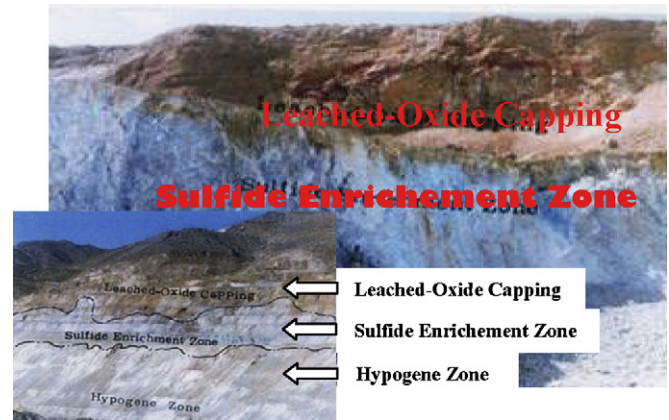 Leached-Oxide Capping
Sulfide Enrichement Zone
Leached-Oxide Capping
Sulfide Enrichment Zone
Hypogene Zone
Leached-Oxide Capping
Sulfide Enrichement Zone
Hypogene Zone